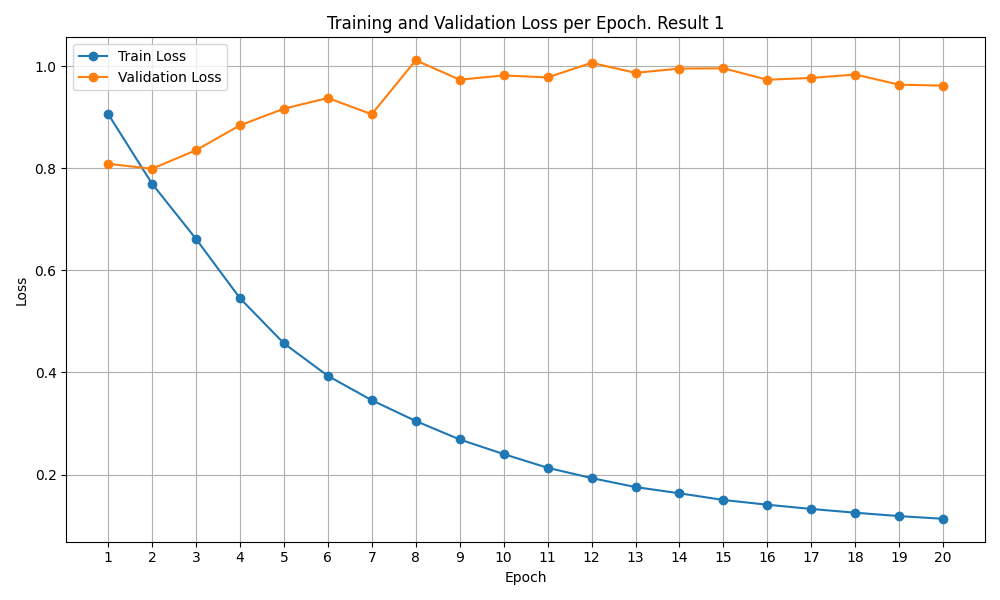 Training and Validation Loss per Epoch. Result 1
Train Loss
Validation Loss
1.0
0.8
0.6
0.4
0.2
Loss
1 2 3 4 5 6 7 8 9 10 11 12 13 14 15 16 17 18 19 20
Epoch